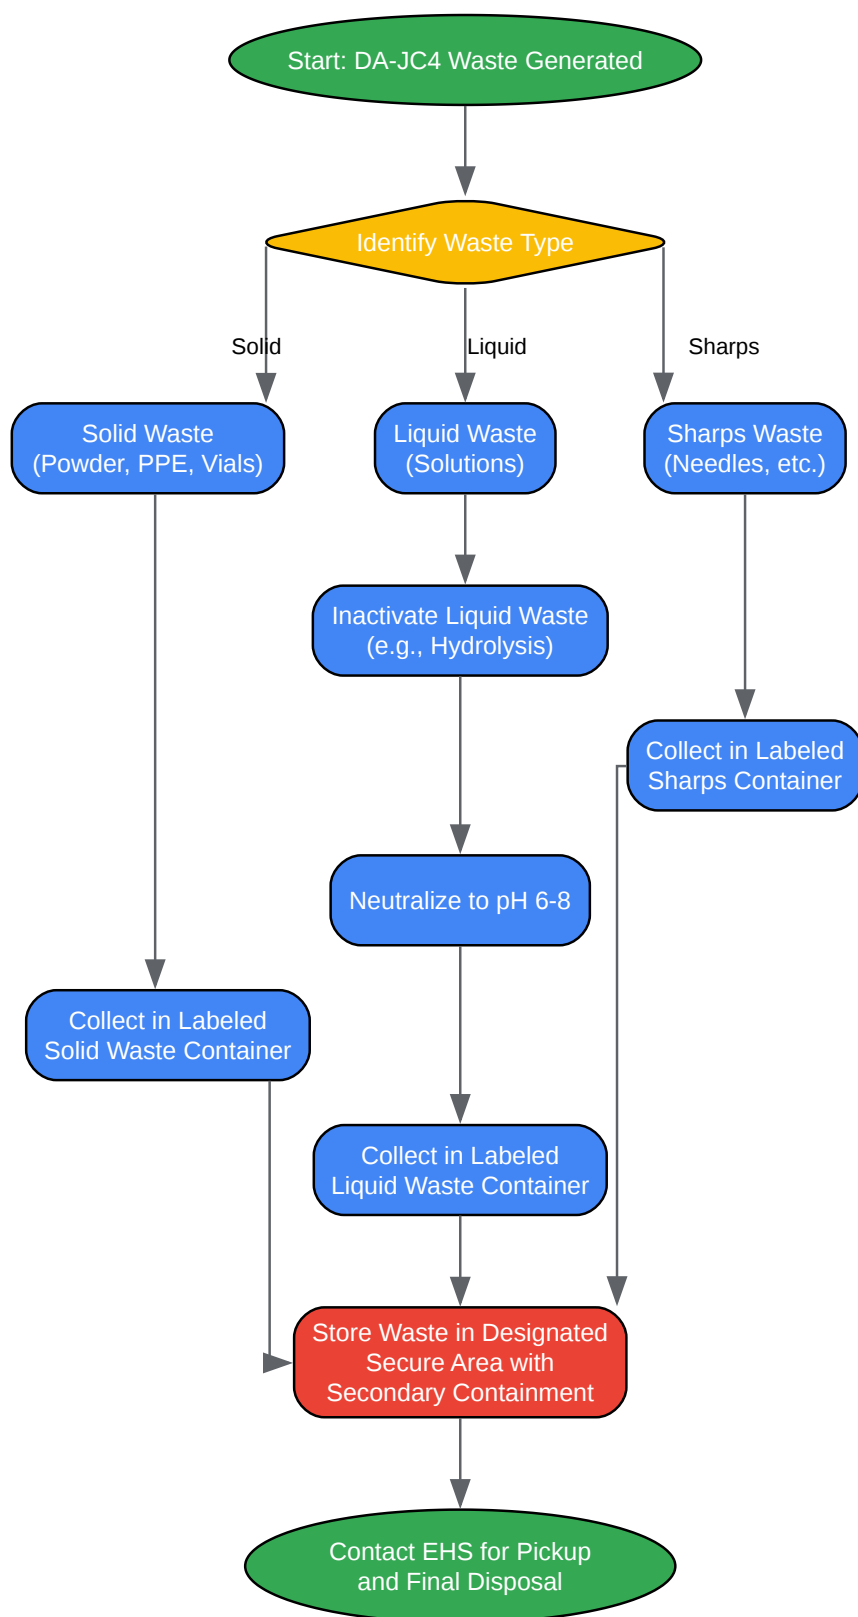 Start: DA-JC4 Waste Generated
Identify Waste Type
Solid
Liquid
Sharps
Solid Waste
(Powder, PPE, Vials)
Liquid Waste
(Solutions)
Sharps Waste
(Needles, etc.)
Inactivate Liquid Waste
(e.g., Hydrolysis)
Collect in Labeled
Sharps Container
Neutralize to pH 6-8
Collect in Labeled
Solid Waste Container
Collect in Labeled
Liquid Waste Container
Store Waste in Designated
Secure Area with
Secondary Containment
Contact EHS for Pickup
and Final Disposal